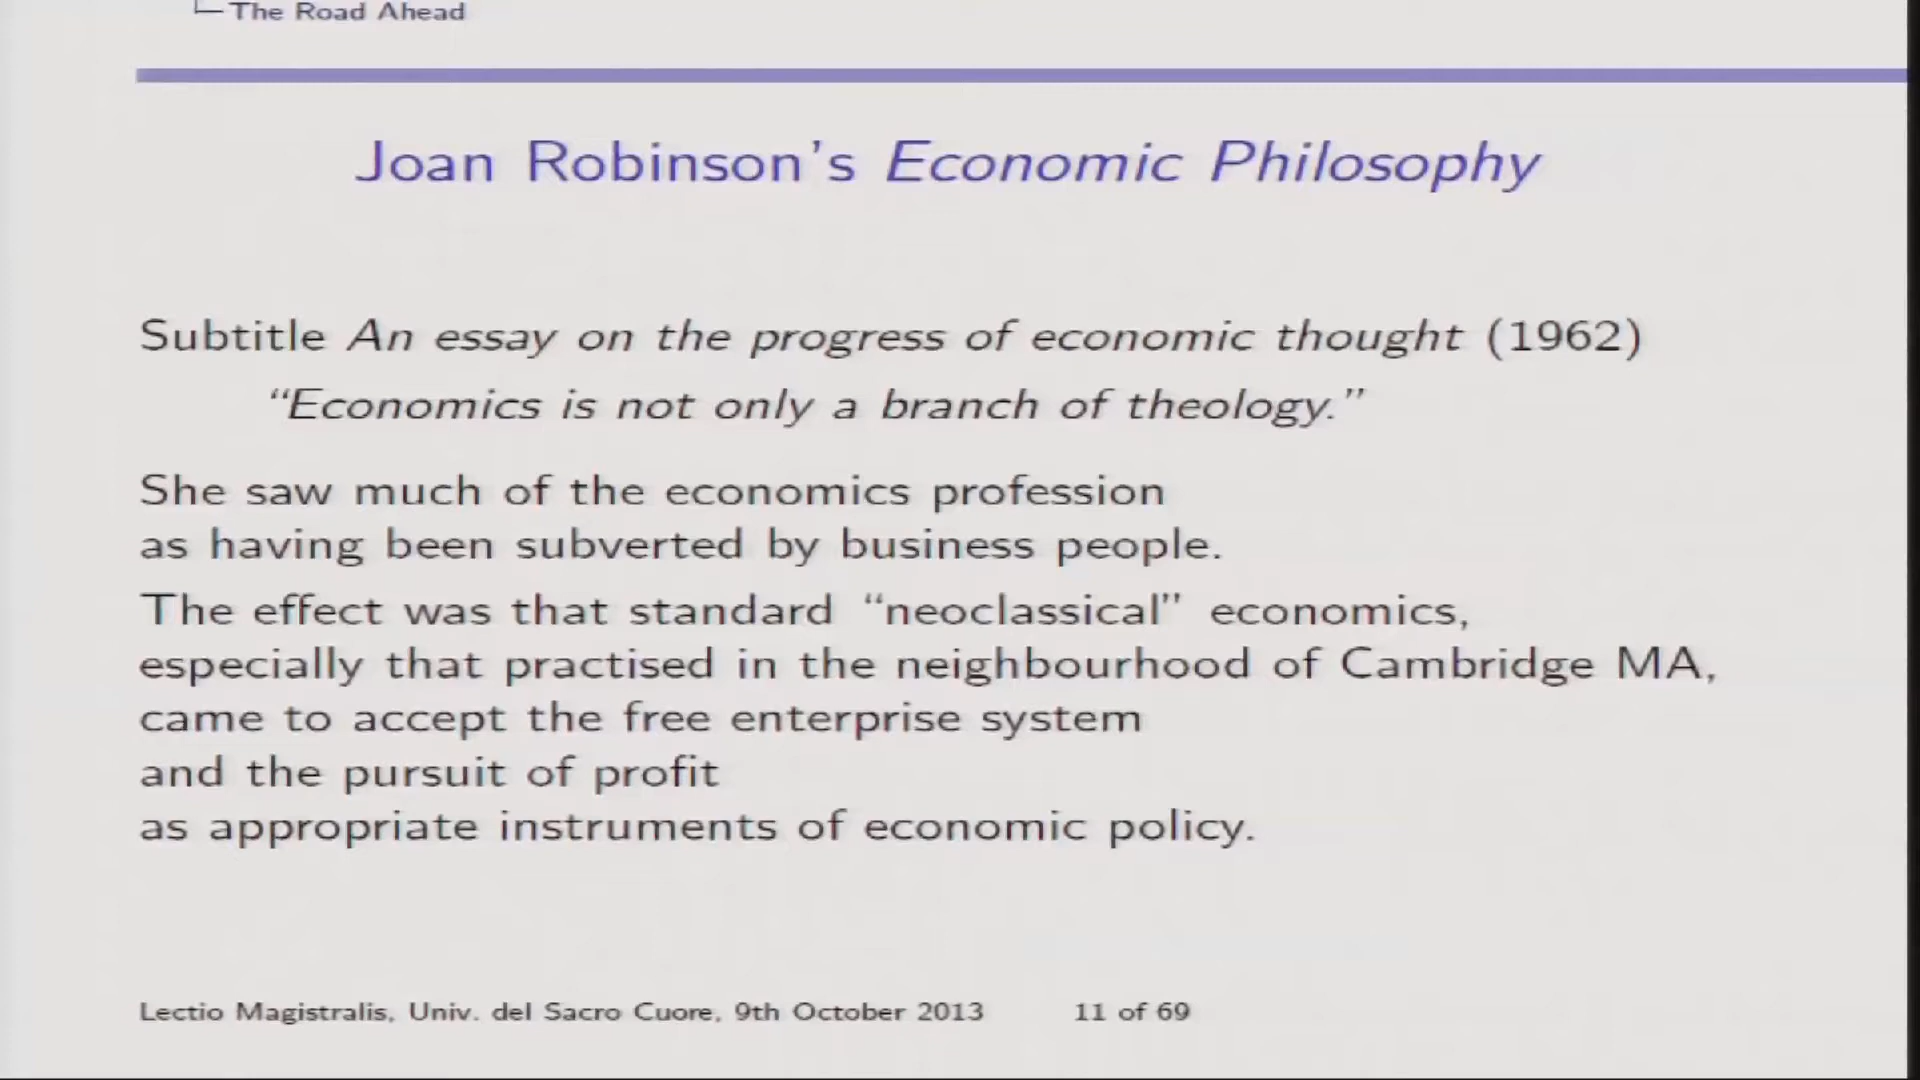 The Road Ahead
Joan Robinson's Economic Philosophy
Subtitle An essay on the progress of economic thought (1962)
“Economics is not only a branch of theology.”
She saw much of the economics profession
as having been subverted by business people.
The effect was that standard “neoclassical” economics,
especially that practised in the neighbourhood of Cambridge MA,
came to accept the free enterprise system
and the pursuit of profit
as appropriate instruments of economic policy.
Lectio Magistralis, Univ. del Sacro Cuore, 9th October 2013 11 of 69